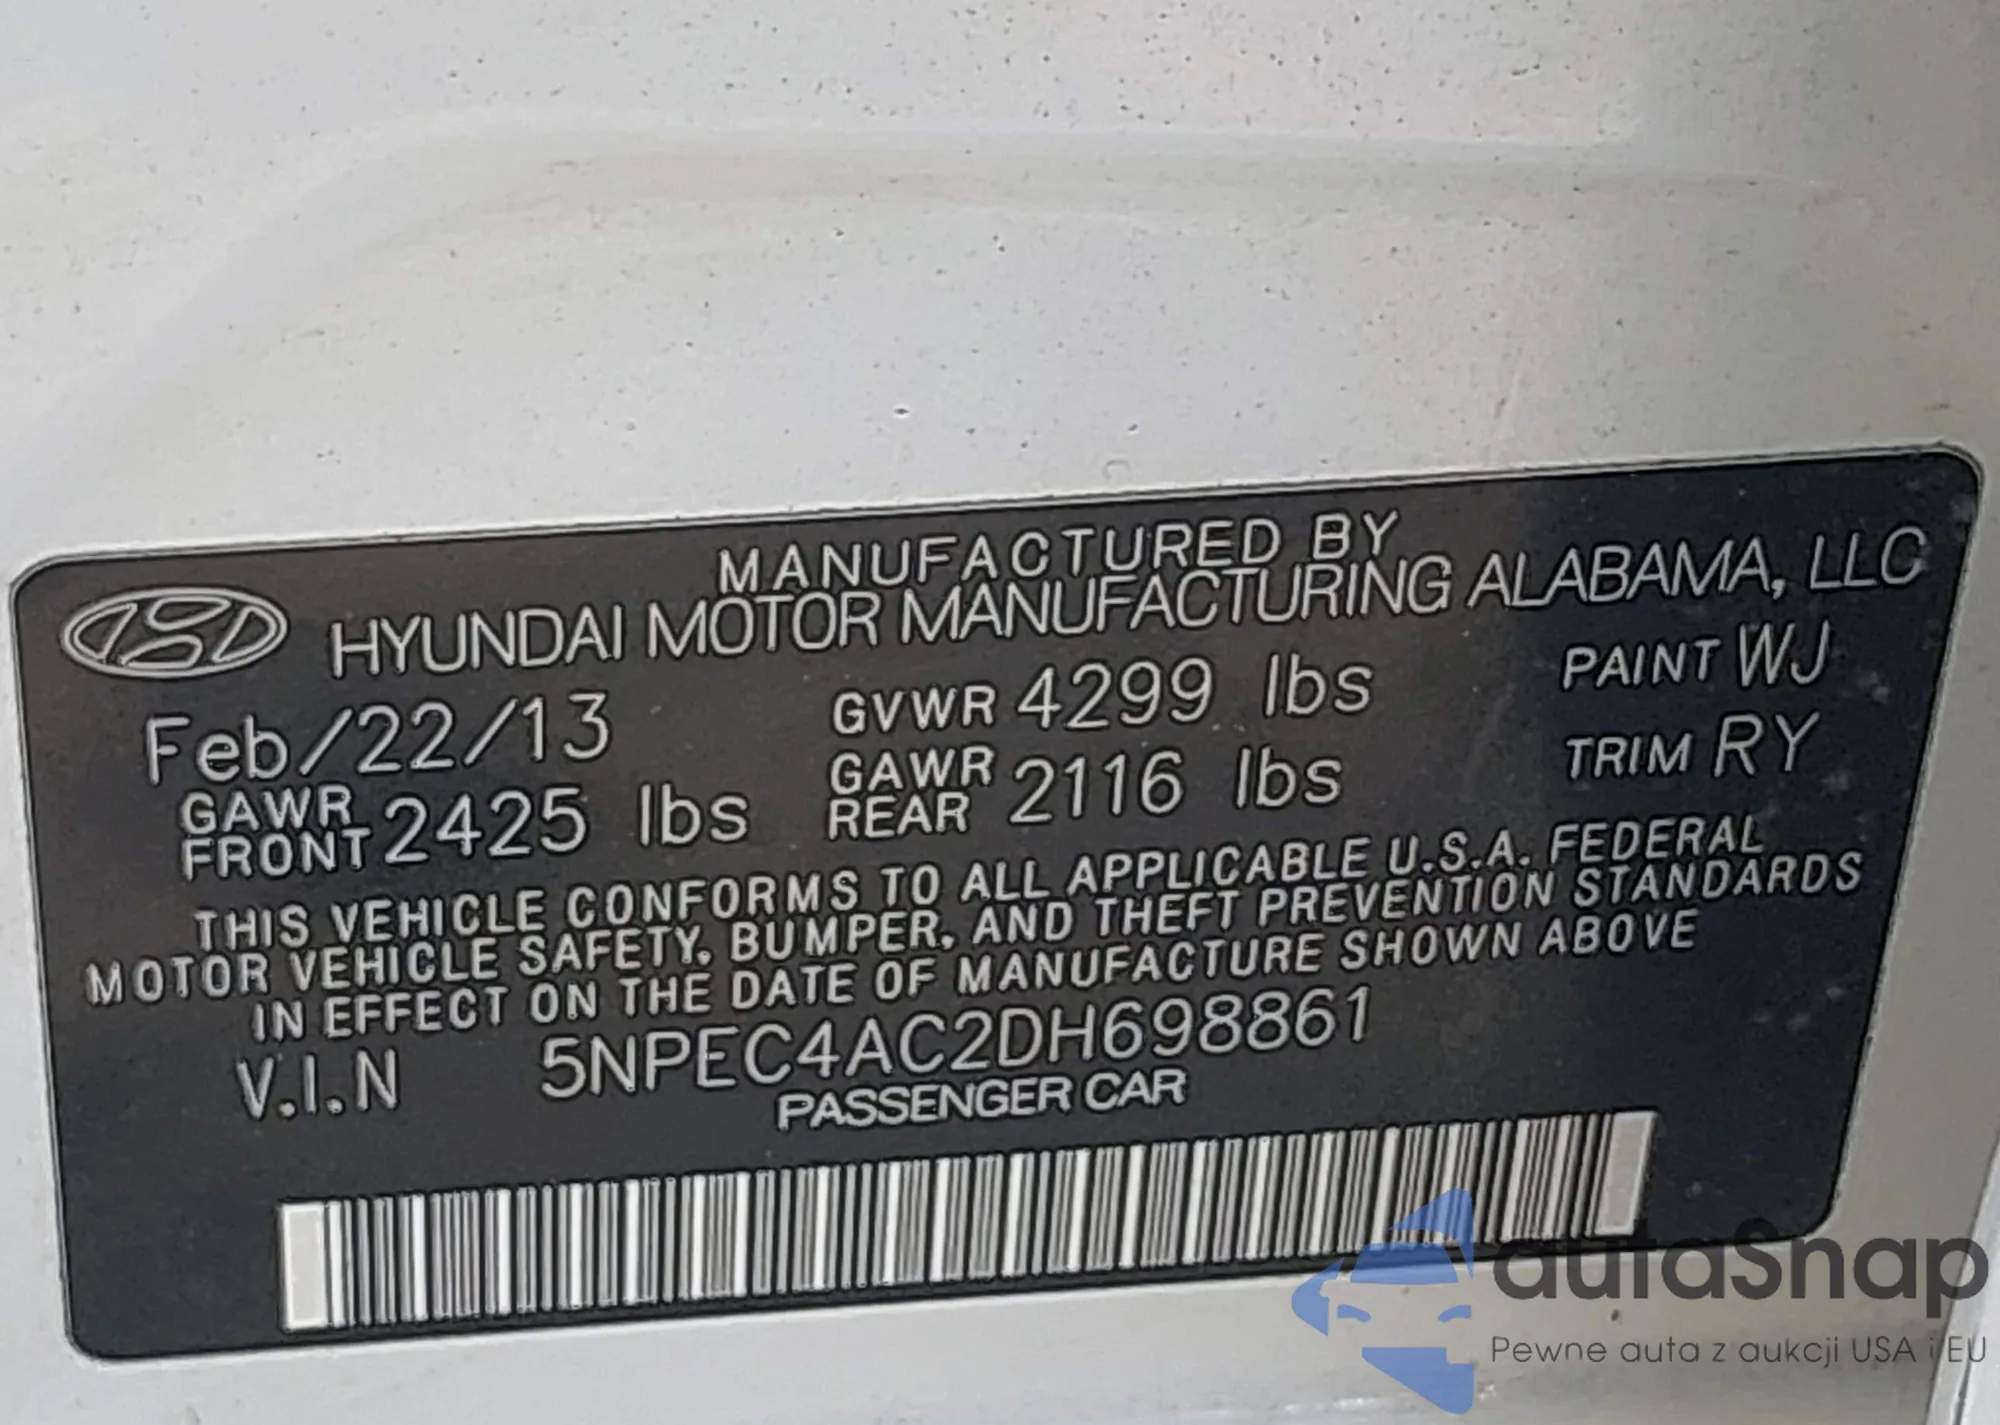 MANUFACTURED BY
HYUNDAI MOTOR MANUFACTURING ALABAMA, LLC
Feb/22/13 GVWR 4299 lbs PAINT WJ
GAWR FRONT 2425 lbs GAWR REAR 2116 lbs TRIM RY
THIS VEHICLE CONFORMS TO ALL APPLICABLE U.S.A. FEDERAL
MOTOR VEHICLE SAFETY, BUMPER, AND THEFT PREVENTION STANDARDS
IN EFFECT ON THE DATE OF MANUFACTURE SHOWN ABOVE
V.I.N 5NPEC4AC2DH698861
PASSENGER CAR
autaSnap
Pewne auta z aukcji USA i EU